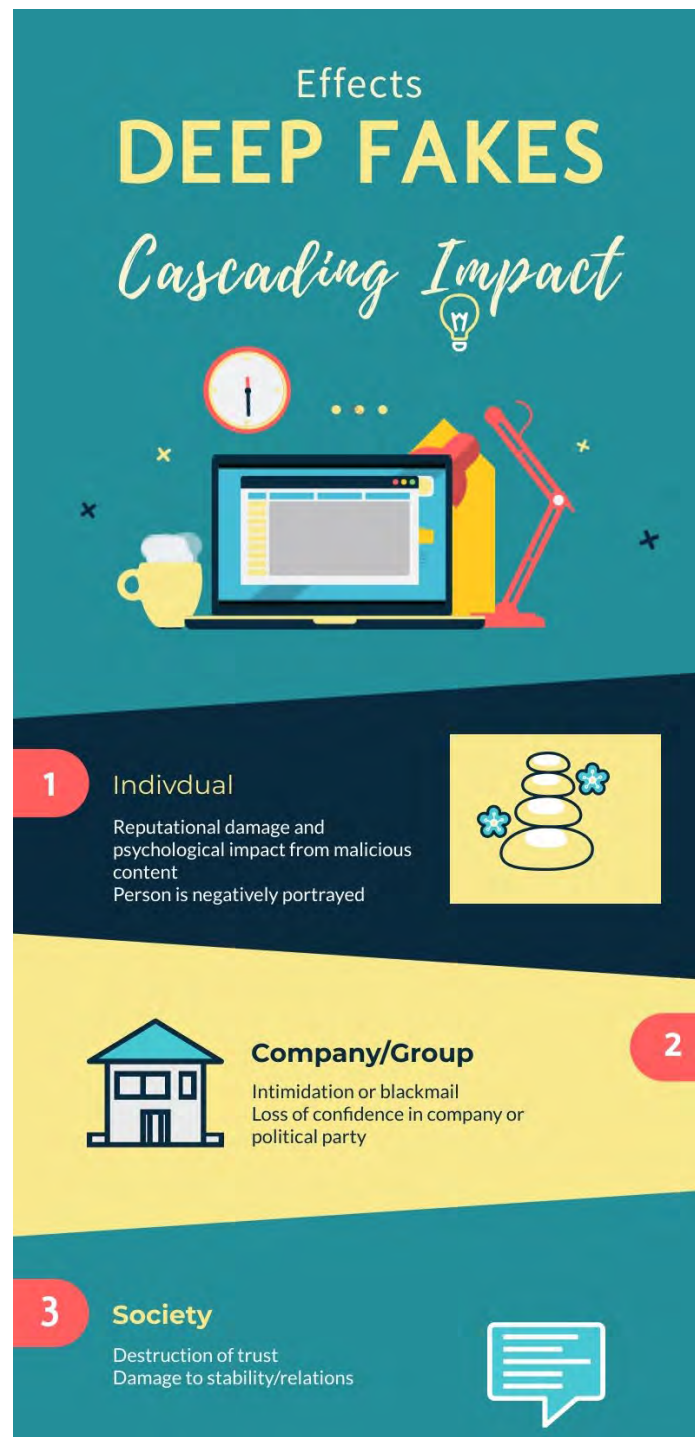 Effects
DEEP FAKES
Cascading Impact
1
Indivdual
Reputational damage and
psychological impact from malicious
content
Person is negatively portrayed
2
Company/Group
Intimidation or blackmail
Loss of confidence in company or
political party
3
Society
Destruction of trust
Damage to stability/relations